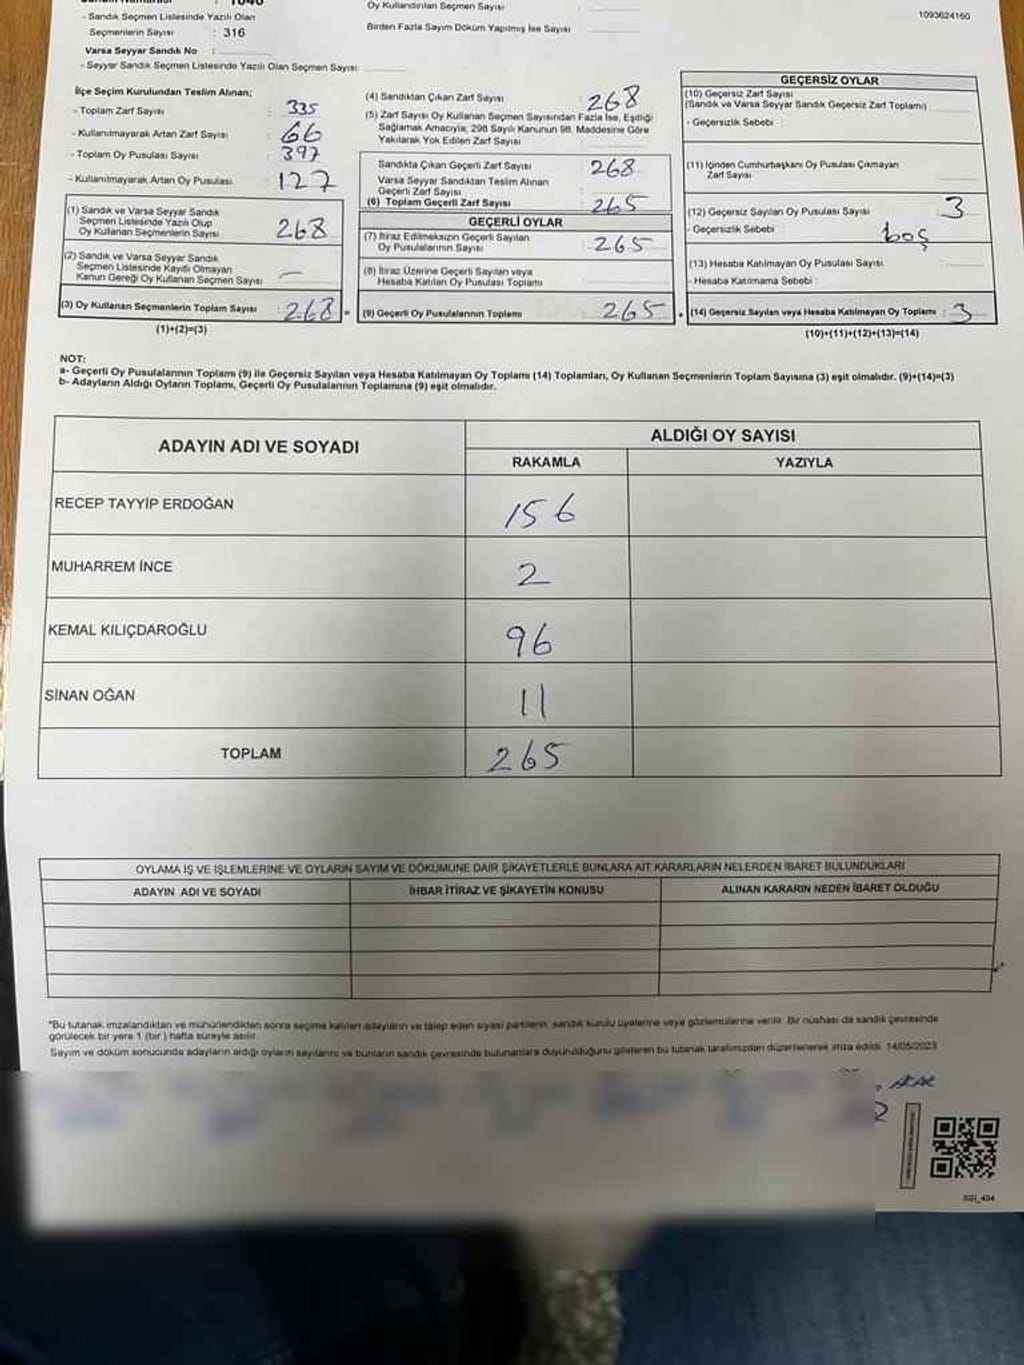 1040
Oy Kullandırılan Seçmen Sayısı :
- Sandık Seçmen Listesinde Yazılı Olan
Seçmenlerin Sayısı : 316
Birden Fazla Sayım Döküm Yapılmış İse Sayısı :
1093624160
Varsa Seyyar Sandık No :
- Seyyar Sandık Seçmen Listesinde Yazılı Olan Seçmen Sayısı:
İlçe Seçim Kurulundan Teslim Alınan;
- Toplam Zarf Sayısı : 335
- Kullanılmayarak Artan Zarf Sayısı : 66
- Toplam Oy Pusulası Sayısı : 397
- Kullanılmayarak Artan Oy Pusulası : 127
(1) Sandık ve Varsa Seyyar Sandık
Seçmen Listesinde Yazılı Olup
Oy Kullanan Seçmenlerin Sayısı : 268
(2) Sandık ve Varsa Seyyar Sandık
Seçmen Listesinde Kayıtlı Olmayan
Kanun Gereği Oy Kullanan Seçmen Sayısı : —
(3) Oy Kullanan Seçmenlerin Toplam Sayısı : 268 =
(1)+(2)=(3)
(4) Sandıktan Çıkan Zarf Sayısı : 268
(5) Zarf Sayısı Oy Kullanan Seçmen Sayısından Fazla İse, Eşitliği
Sağlamak Amacıyla, 298 Sayılı Kanunun 98. Maddesine Göre
Yakılarak Yok Edilen Zarf Sayısı :
Sandıkta Çıkan Geçerli Zarf Sayısı : 268
Varsa Seyyar Sandıktan Teslim Alınan
Geçerli Zarf Sayısı :
(6) Toplam Geçerli Zarf Sayısı : 265
GEÇERLİ OYLAR
(7) İtiraz Edilmeksizin Geçerli Sayılan
Oy Pusulalarının Sayısı : 265
(8) İtiraz Üzerine Geçerli Sayılan veya
Hesaba Katılan Oy Pusulası Toplamı :
(9) Geçerli Oy Pusulalarının Toplamı : 265 +
GEÇERSİZ OYLAR
(10) Geçersiz Zarf Sayısı
(Sandık ve Varsa Seyyar Sandık Geçersiz Zarf Toplamı) :
- Geçersizlik Sebebi :
(11) İçinden Cumhurbaşkanı Oy Pusulası Çıkmayan
Zarf Sayısı :
(12) Geçersiz Sayılan Oy Pusulası Sayısı : 3
- Geçersizlik Sebebi : boş
(13) Hesaba Katılmayan Oy Pusulası Sayısı :
- Hesaba Katılmama Sebebi :
(14) Geçersiz Sayılan veya Hesaba Katılmayan Oy Toplamı : 3
(10)+(11)+(12)+(13)=(14)
NOT:
a- Geçerli Oy Pusulalarının Toplamı (9) ile Geçersiz Sayılan veya Hesaba Katılmayan Oy Toplamı (14) Toplamları, Oy Kullanan Seçmenlerin Toplam Sayısına (3) eşit olmalıdır. (9)+(14)=(3)
b- Adayların Aldığı Oyların Toplamı, Geçerli Oy Pusulalarının Toplamına (9) eşit olmalıdır.
ADAYIN ADI VE SOYADI
ALDIĞI OY SAYISI
RAKAMLA YAZIYLA
RECEP TAYYİP ERDOĞAN 156
MUHARREM İNCE 2
KEMAL KILIÇDAROĞLU 96
SİNAN OĞAN 11
TOPLAM 265
OYLAMA İŞ VE İŞLEMLERİNE VE OYLARIN SAYIM VE DÖKÜMÜNE DAİR ŞİKAYETLERLE BUNLARA AİT KARARLARIN NELERDEN İBARET BULUNDUKLARI
ADAYIN ADI VE SOYADI İHBAR İTİRAZ VE ŞİKAYETİN KONUSU ALINAN KARARIN NEDEN İBARET OLDUĞU
*Bu tutanak imzalandıktan ve mühürlendikten sonra seçime katılan adayların ve talep eden siyasi partilerin sandık kurulu üyelerine veya gözlemcilerine verilir. Bir nüshası da sandık çevresinde
görülecek bir yere 1 (bir ) hafta süreyle asılır.
Sayım ve döküm sonucunda adayların aldığı oyların sayılarını ve bunların sandık çevresinde bulunanlara duyurulduğunu gösteren bu tutanak tarafımızdan düzenlenerek imza edildi. 14/05/2023